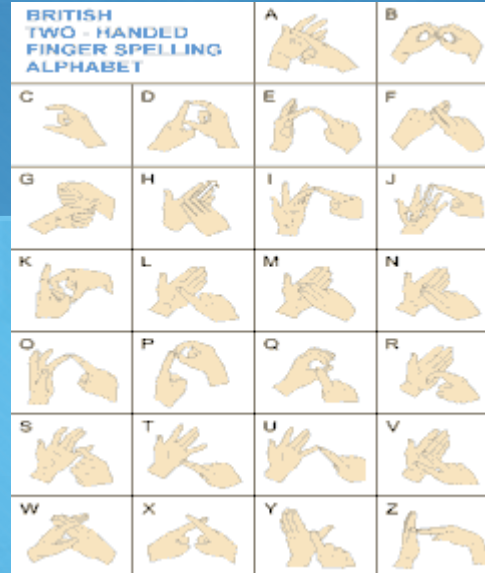 BRITISH
TWO - HANDED
FINGER SPELLING
ALPHABET
A B
C D E F
G H I J
K L M N
O P Q R
S T U V
W X Y Z